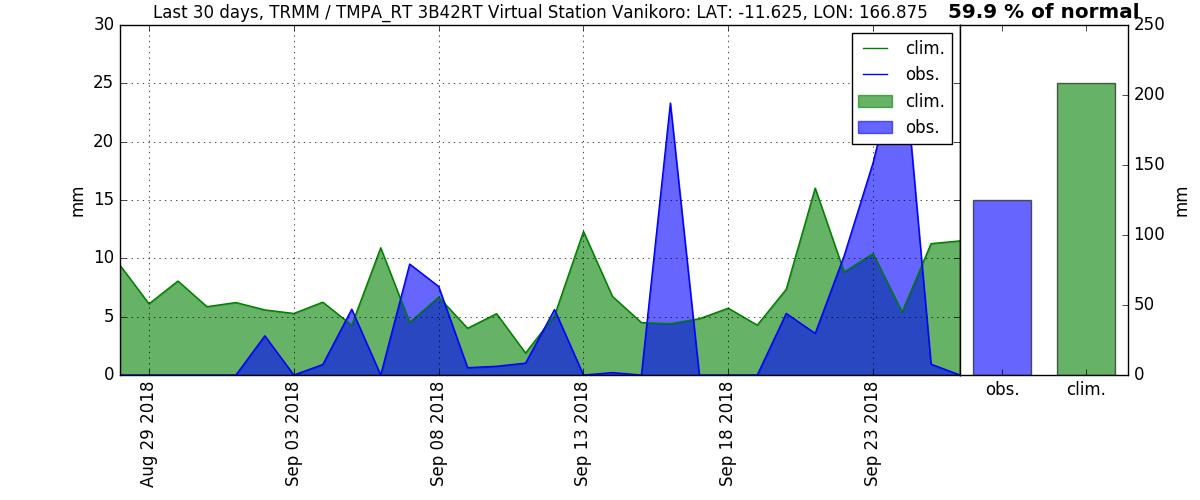 Last 30 days, TRMM / TMPA_RT 3B42RT Virtual Station Vanikoro: LAT: -11.625, LON: 166.875
59.9 % of normal
30
25
20
15
10
5
0
mm
clim.
obs.
clim.
obs.
Aug 29 2018
Sep 03 2018
Sep 08 2018
Sep 13 2018
Sep 18 2018
Sep 23 2018
250
200
150
100
50
0
mm
obs.
clim.